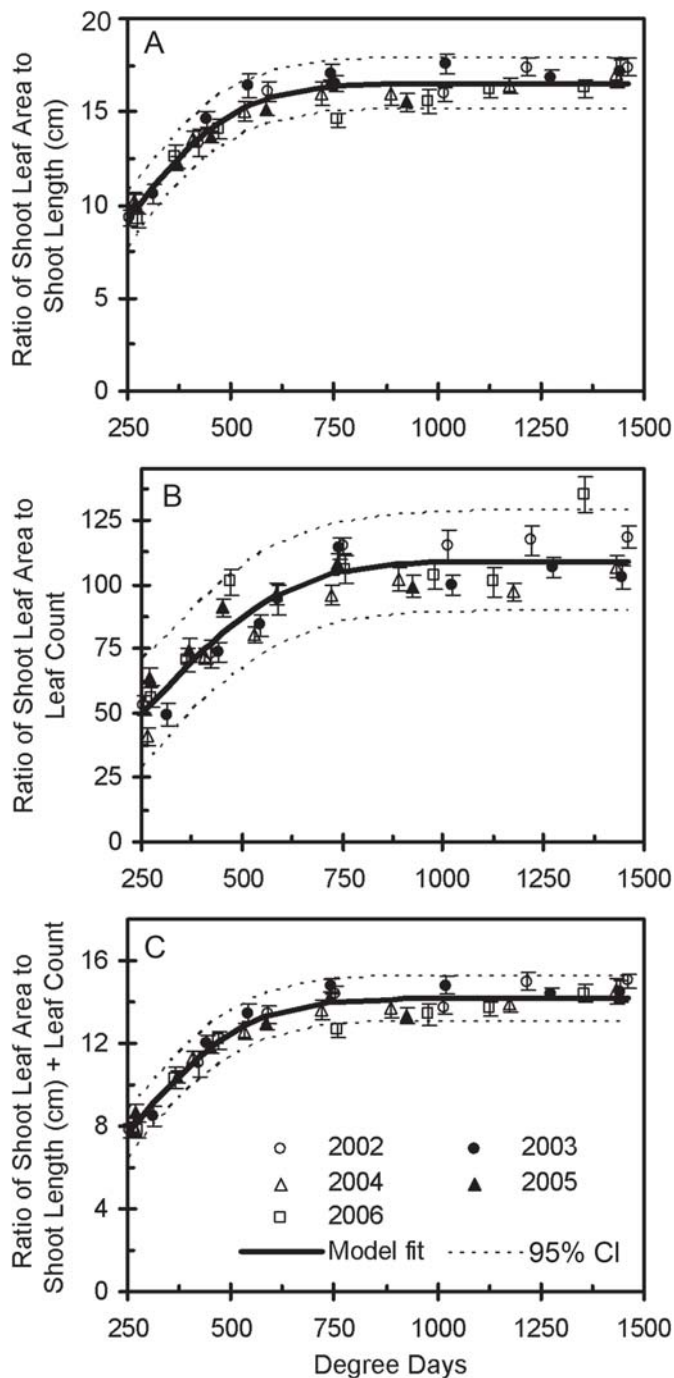 A
Ratio of Shoot Leaf Area to
Shoot Length (cm)
20
15
10
5
0
250 500 750 1000 1250 1500
B
Ratio of Shoot Leaf Area to
Leaf Count
125
100
75
50
25
0
250 500 750 1000 1250 1500
C
Ratio of Shoot Leaf Area to
Shoot Length (cm) + Leaf Count
16
12
8
4
0
2002 2003
2004 2005
2006
Model fit 95% CI
250 500 750 1000 1250 1500
Degree Days